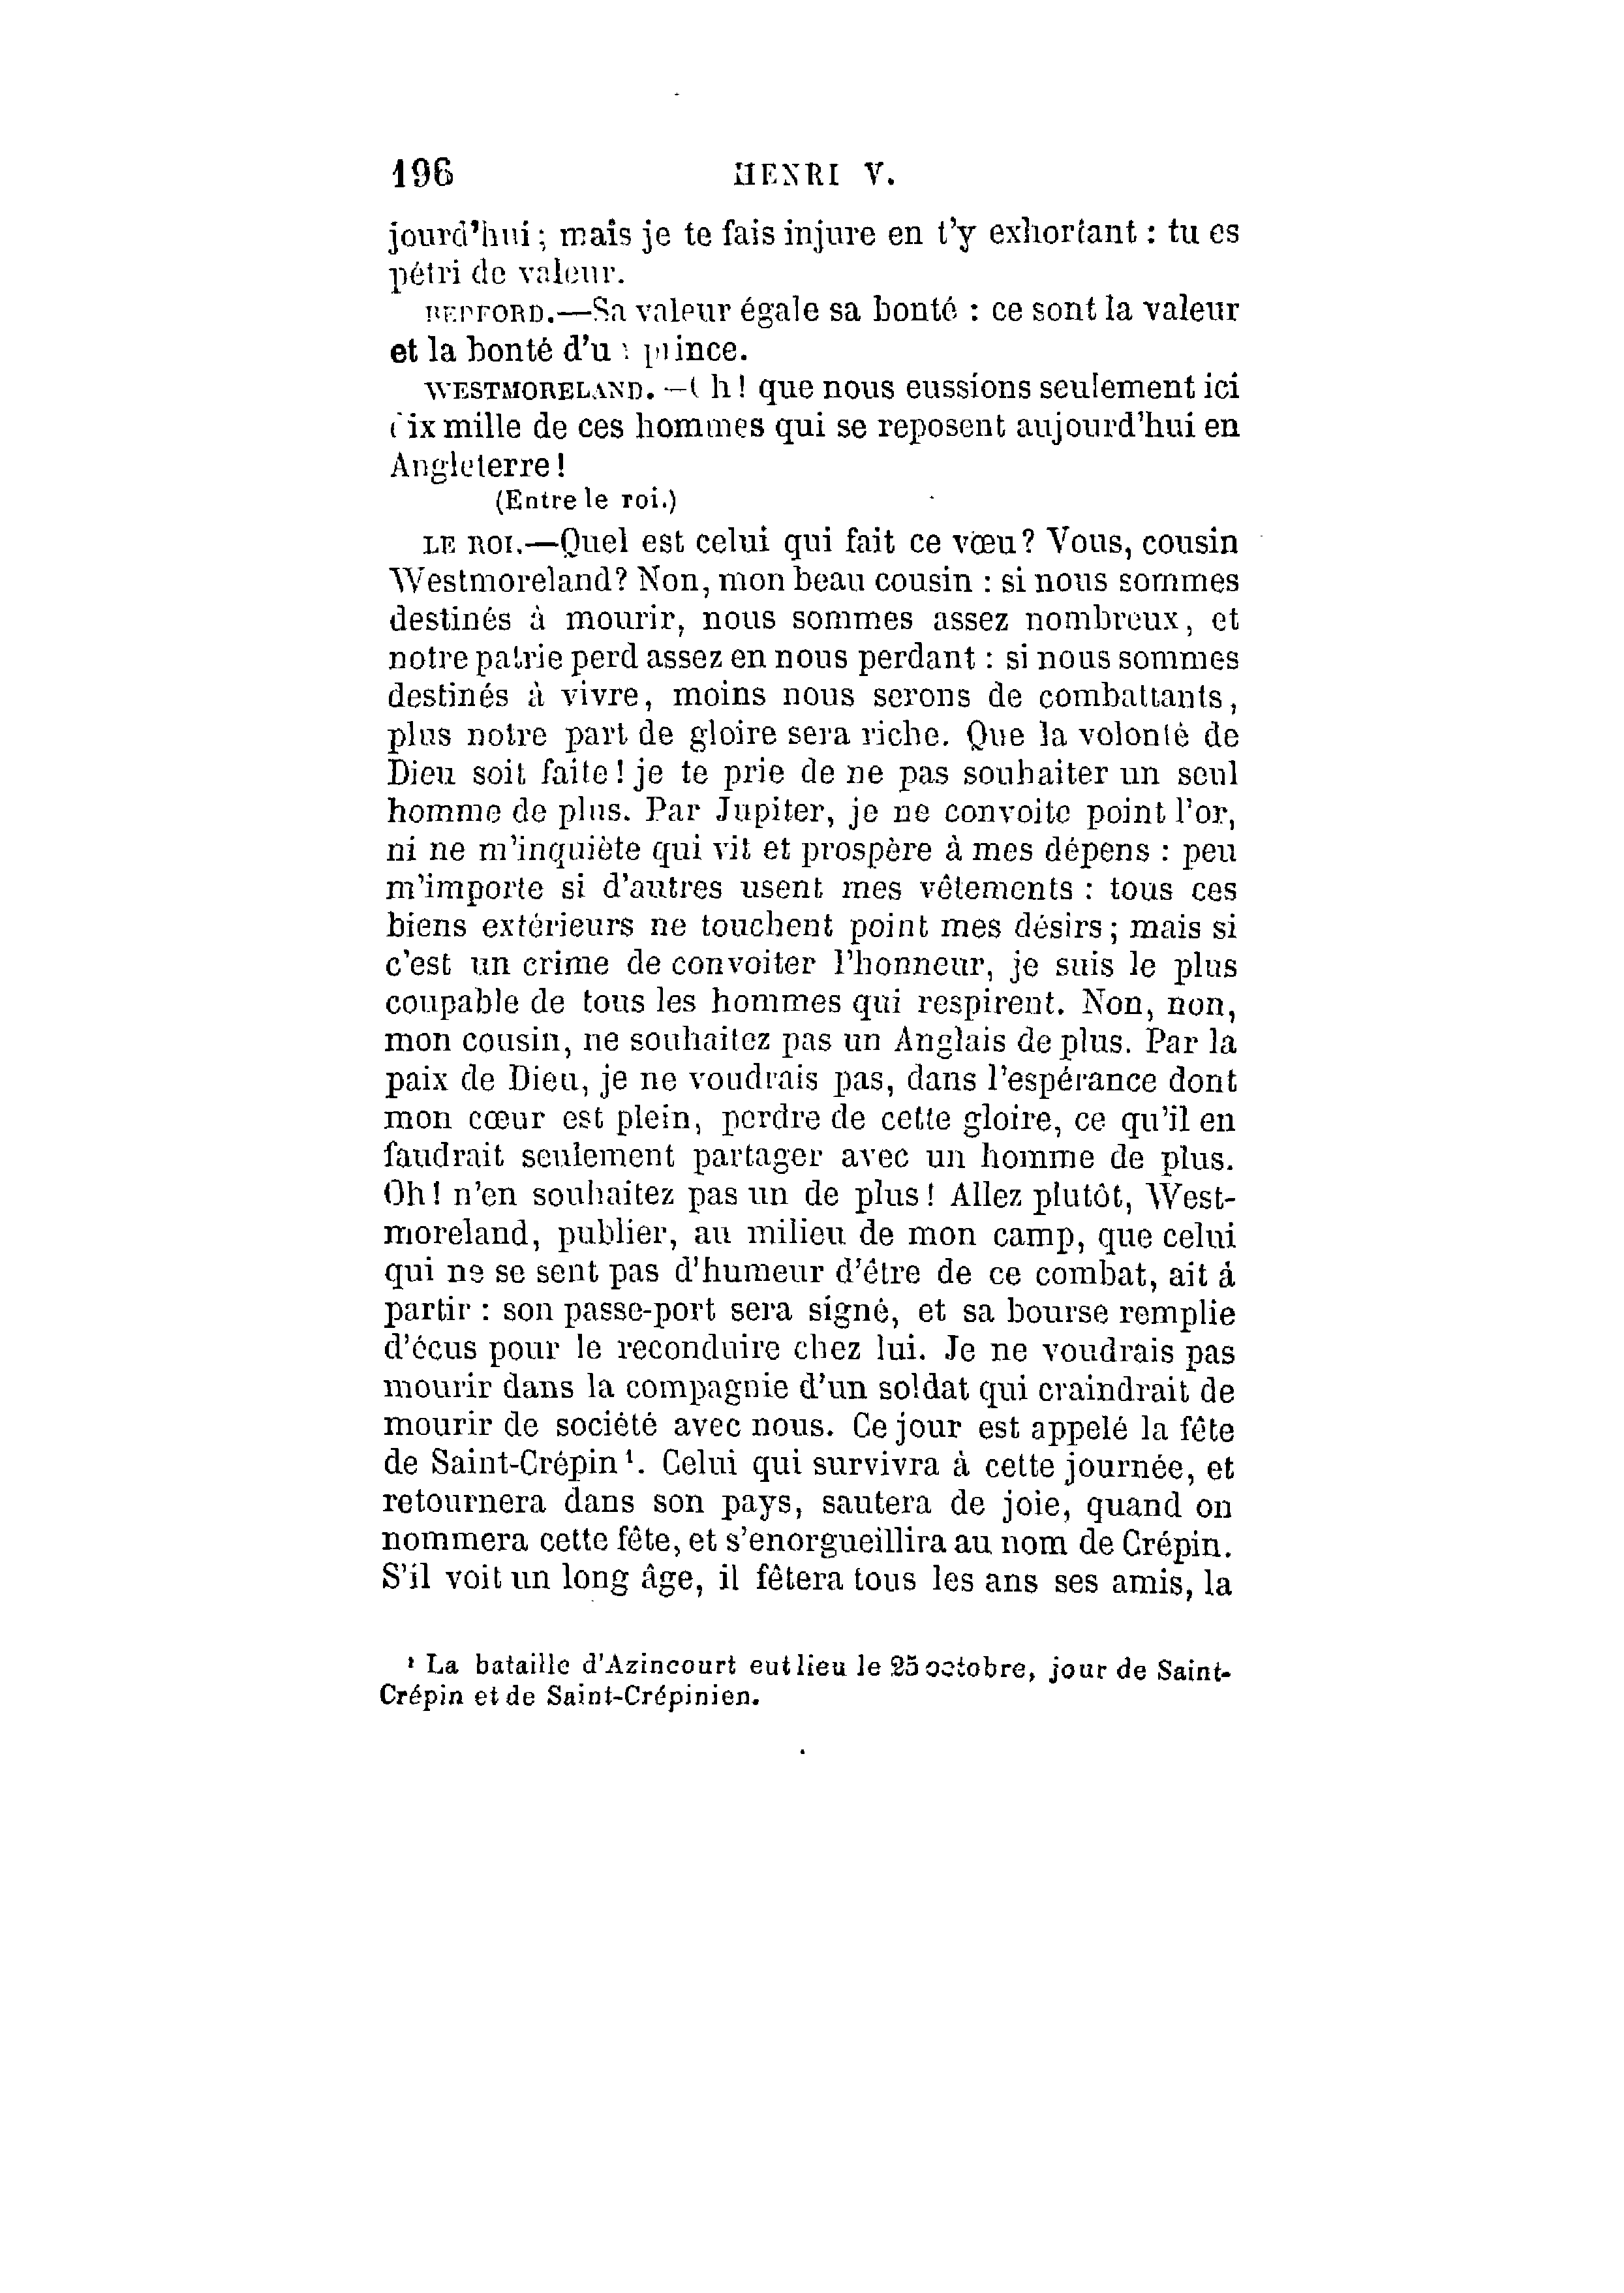 196 HENRI V.
jourd'hui; mais je te fais injure en t'y exhortant : tu es
pétri de valeur.
BEDFORD.—Sa valeur égale sa bonté : ce sont la valeur
et la bonté d'un prince.
WESTMORELAND.—Oh! que nous eussions seulement ici
dix mille de ces hommes qui se reposent aujourd'hui en
Angleterre!
(Entre le roi.)
LE ROI.—Quel est celui qui fait ce vœu? Vous, cousin
Westmoreland? Non, mon beau cousin : si nous sommes
destinés à mourir, nous sommes assez nombreux, et
notre patrie perd assez en nous perdant : si nous sommes
destinés à vivre, moins nous serons de combattants,
plus notre part de gloire sera riche. Que la volonté de
Dieu soit faite! je te prie de ne pas souhaiter un seul
homme de plus. Par Jupiter, je ne convoite point l'or,
ni ne m'inquiète qui vit et prospère à mes dépens : peu
m'importe si d'autres usent mes vêtements : tous ces
biens extérieurs ne touchent point mes désirs; mais si
c'est un crime de convoiter l'honneur, je suis le plus
coupable de tous les hommes qui respirent. Non, non,
mon cousin, ne souhaitez pas un Anglais de plus. Par la
paix de Dieu, je ne voudrais pas, dans l'espérance dont
mon cœur est plein, perdre de cette gloire, ce qu'il en
faudrait seulement partager avec un homme de plus.
Oh! n'en souhaitez pas un de plus! Allez plutôt, West-
moreland, publier, au milieu de mon camp, que celui
qui ne se sent pas d'humeur d'être de ce combat, ait à
partir : son passe-port sera signé, et sa bourse remplie
d'écus pour le reconduire chez lui. Je ne voudrais pas
mourir dans la compagnie d'un soldat qui craindrait de
mourir de société avec nous. Ce jour est appelé la fête
de Saint-Crépin¹. Celui qui survivra à cette journée, et
retournera dans son pays, sautera de joie, quand on
nommera cette fête, et s'enorgueillira au nom de Crépin.
S'il voit un long âge, il fêtera tous les ans ses amis, la
¹ La bataille d'Azincourt eut lieu le 25 octobre, jour de Saint-
Crépin et de Saint-Crépinien.